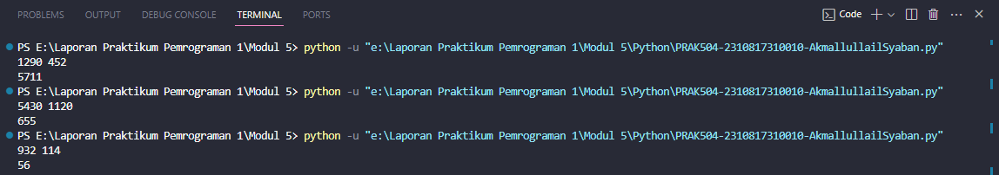 PROBLEMS OUTPUT DEBUG CONSOLE TERMINAL PORTS Code
PS E:\Laporan Praktikum Pemrograman 1\Modul 5> python -u "e:\Laporan Praktikum Pemrograman 1\Modul 5\Python\PRAK504-2310817310010-AkmallullailSyaban.py"
1290 452
5711
PS E:\Laporan Praktikum Pemrograman 1\Modul 5> python -u "e:\Laporan Praktikum Pemrograman 1\Modul 5\Python\PRAK504-2310817310010-AkmallullailSyaban.py"
5430 1120
655
PS E:\Laporan Praktikum Pemrograman 1\Modul 5> python -u "e:\Laporan Praktikum Pemrograman 1\Modul 5\Python\PRAK504-2310817310010-AkmallullailSyaban.py"
932 114
56